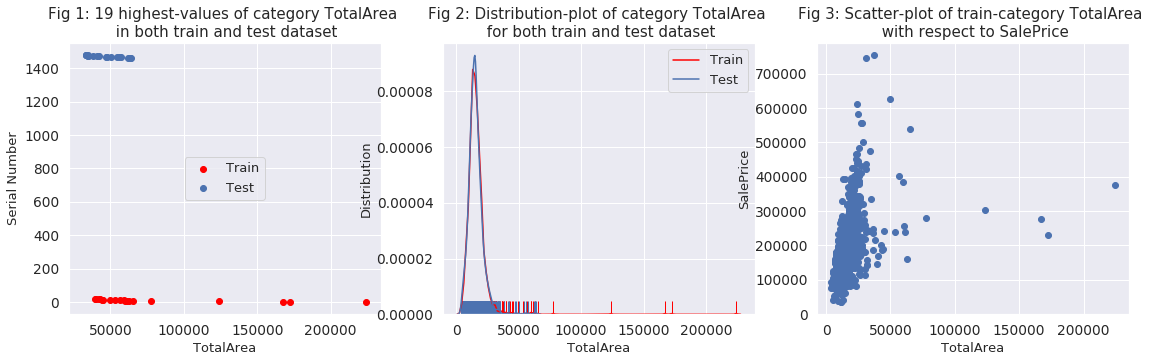 Fig 1: 19 highest-values of category TotalArea
in both train and test dataset
1400
1200
1000
800
600
400
200
0
Serial Number
Train
Test
50000
100000
150000
200000
TotalArea
Fig 2: Distribution-plot of category TotalArea
for both train and test dataset
Train
Test
0.00008
0.00006
0.00004
0.00002
0.00000
Distribution
0
50000
100000
150000
200000
TotalArea
Fig 3: Scatter-plot of train-category TotalArea
with respect to SalePrice
700000
600000
500000
400000
300000
200000
100000
0
SalePrice
0
50000
100000
150000
200000
TotalArea